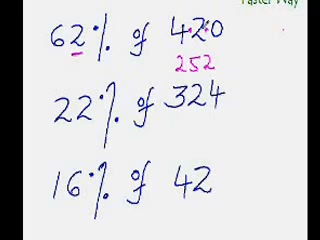 Faster Way
62% of 420
252
22% of 324
16% of 42